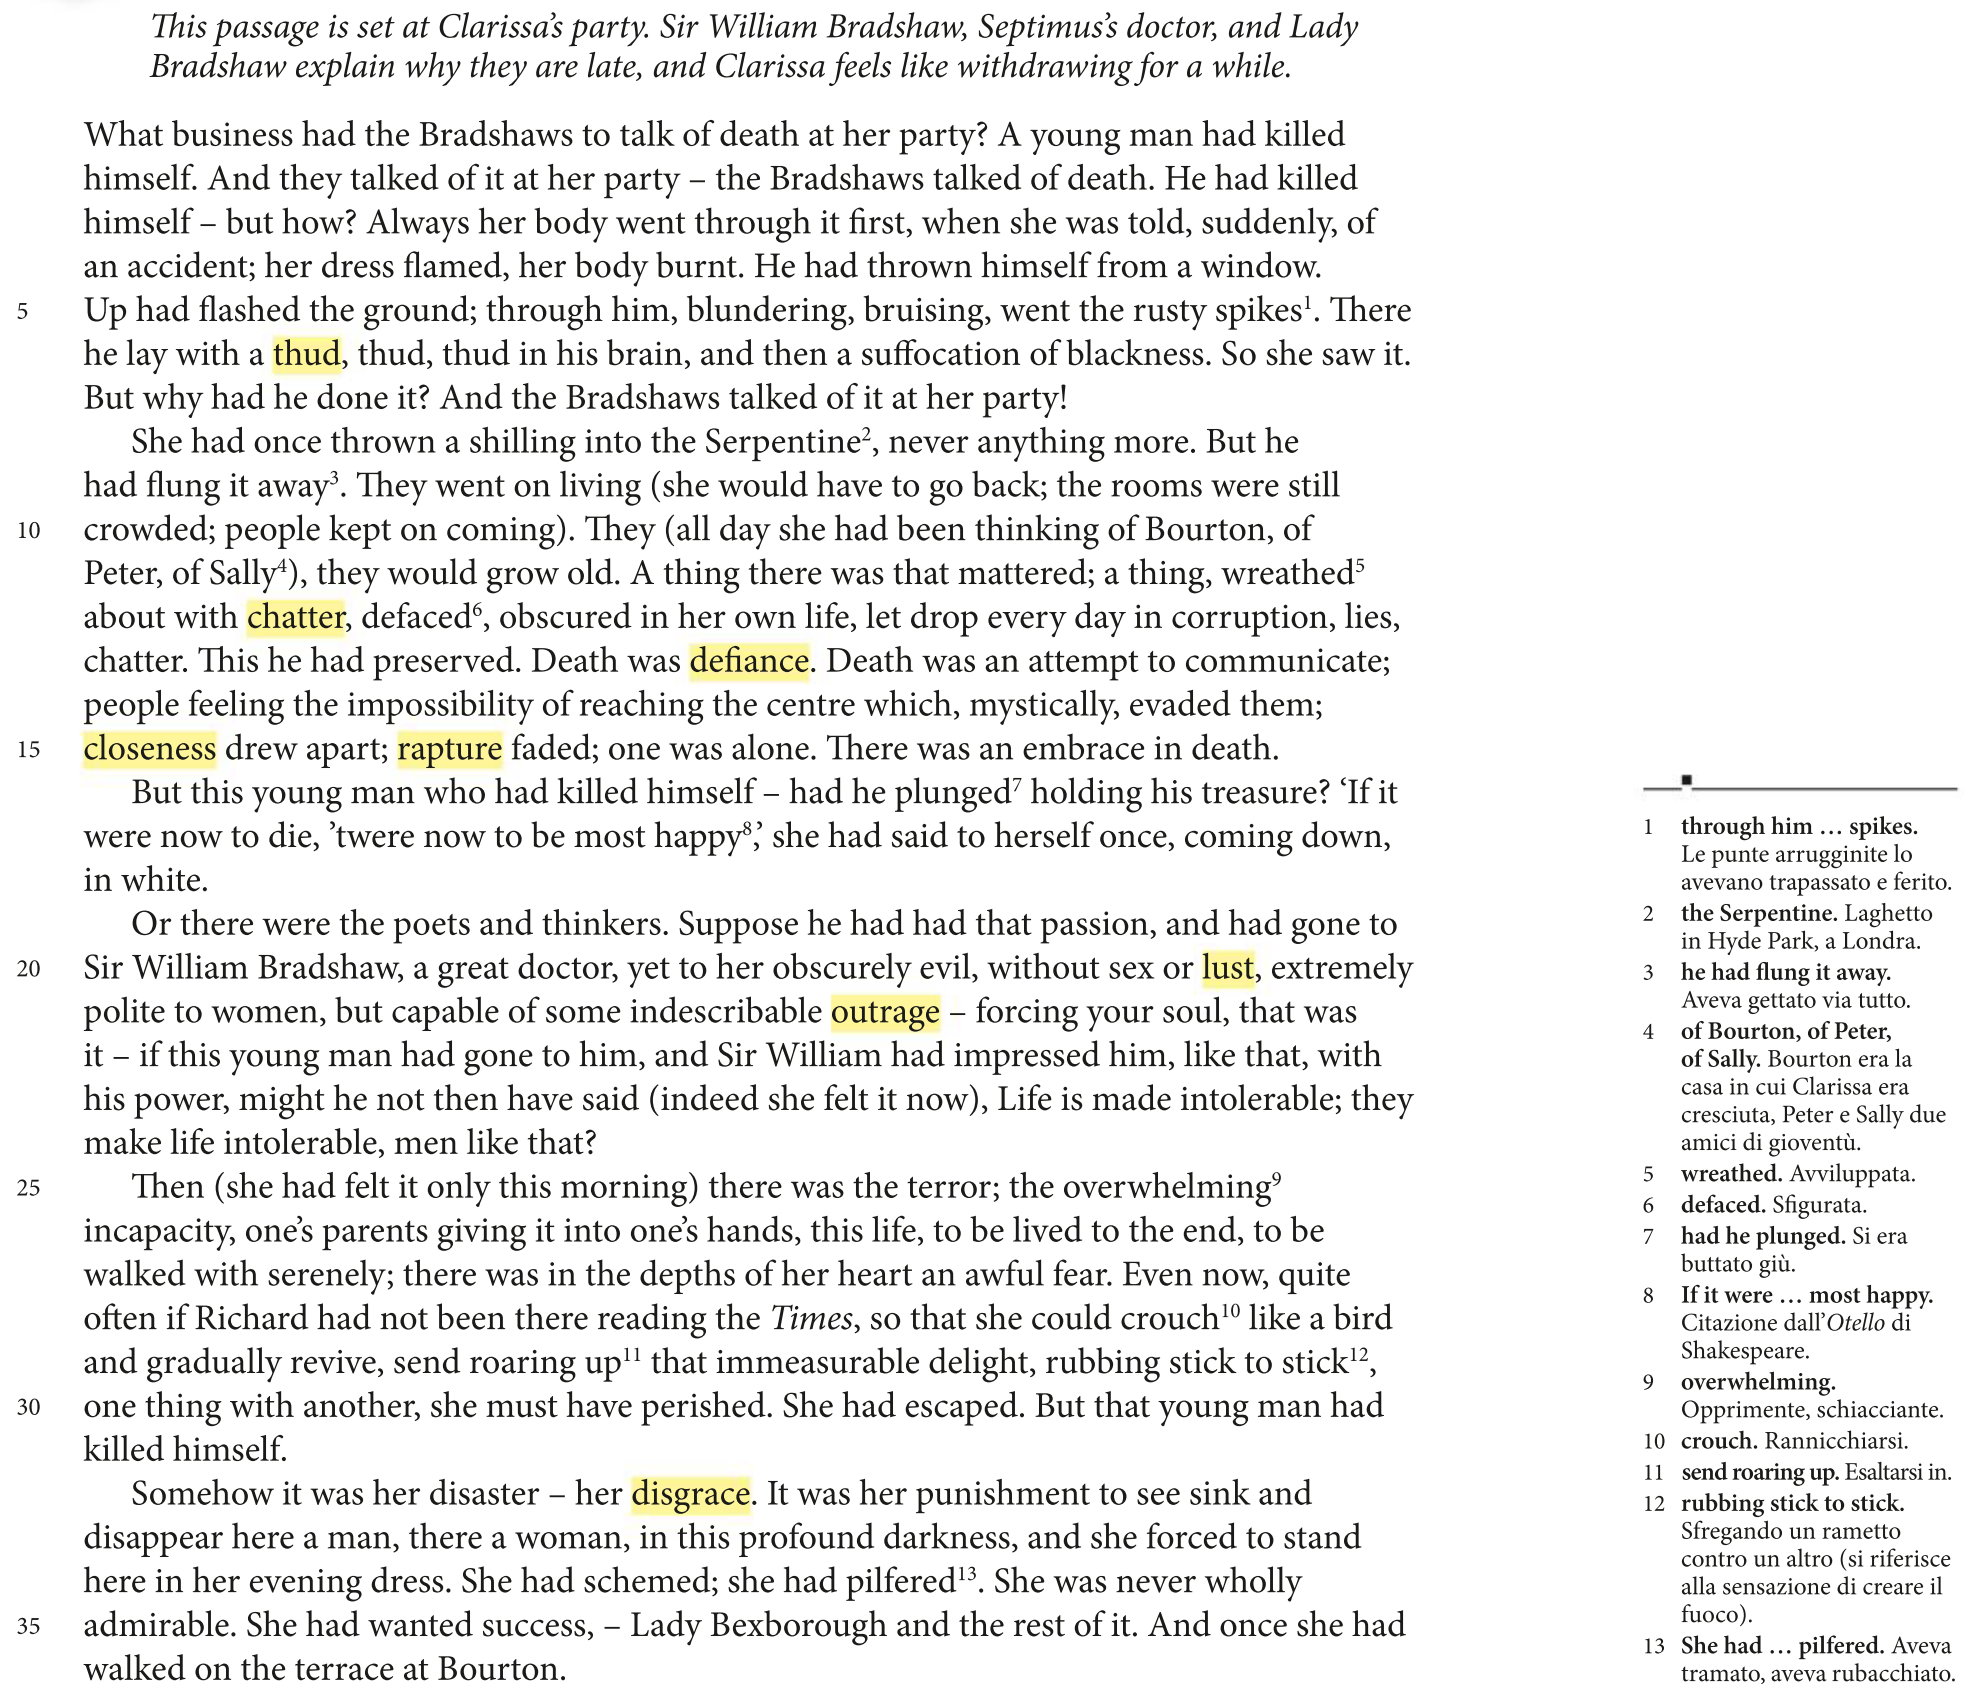 This passage is set at Clarissa’s party. Sir William Bradshaw, Septimus’s doctor, and Lady
Bradshaw explain why they are late, and Clarissa feels like withdrawing for a while.
What business had the Bradshaws to talk of death at her party? A young man had killed
himself. And they talked of it at her party – the Bradshaws talked of death. He had killed
himself – but how? Always her body went through it first, when she was told, suddenly, of
an accident; her dress flamed, her body burnt. He had thrown himself from a window.
5 Up had flashed the ground; through him, blundering, bruising, went the rusty spikes¹. There
he lay with a thud, thud, thud in his brain, and then a suffocation of blackness. So she saw it.
But why had he done it? And the Bradshaws talked of it at her party!
She had once thrown a shilling into the Serpentine², never anything more. But he
had flung it away³. They went on living (she would have to go back; the rooms were still
10 crowded; people kept on coming). They (all day she had been thinking of Bourton, of
Peter, of Sally⁴), they would grow old. A thing there was that mattered; a thing, wreathed⁵
about with chatter, defaced⁶, obscured in her own life, let drop every day in corruption, lies,
chatter. This he had preserved. Death was defiance. Death was an attempt to communicate;
people feeling the impossibility of reaching the centre which, mystically, evaded them;
15 closeness drew apart; rapture faded; one was alone. There was an embrace in death.
But this young man who had killed himself – had he plunged⁷ holding his treasure? ‘If it
were now to die, ’twere now to be most happy⁸,’ she had said to herself once, coming down,
in white.
Or there were the poets and thinkers. Suppose he had had that passion, and had gone to
20 Sir William Bradshaw, a great doctor, yet to her obscurely evil, without sex or lust, extremely
polite to women, but capable of some indescribable outrage – forcing your soul, that was
it – if this young man had gone to him, and Sir William had impressed him, like that, with
his power, might he not then have said (indeed she felt it now), Life is made intolerable; they
make life intolerable, men like that?
25 Then (she had felt it only this morning) there was the terror; the overwhelming⁹
incapacity, one’s parents giving it into one’s hands, this life, to be lived to the end, to be
walked with serenely; there was in the depths of her heart an awful fear. Even now, quite
often if Richard had not been there reading the Times, so that she could crouch¹⁰ like a bird
and gradually revive, send roaring up¹¹ that immeasurable delight, rubbing stick to stick¹²,
30 one thing with another, she must have perished. She had escaped. But that young man had
killed himself.
Somehow it was her disaster – her disgrace. It was her punishment to see sink and
disappear here a man, there a woman, in this profound darkness, and she forced to stand
here in her evening dress. She had schemed; she had pilfered¹³. She was never wholly
35 admirable. She had wanted success, – Lady Bexborough and the rest of it. And once she had
walked on the terrace at Bourton.
1 through him … spikes.
Le punte arrugginite lo
avevano trapassato e ferito.
2 the Serpentine. Laghetto
in Hyde Park, a Londra.
3 he had flung it away.
Aveva gettato via tutto.
4 of Bourton, of Peter,
of Sally. Bourton era la
casa in cui Clarissa era
cresciuta, Peter e Sally due
amici di gioventù.
5 wreathed. Avviluppata.
6 defaced. Sfigurata.
7 had he plunged. Si era
buttato giù.
8 If it were … most happy.
Citazione dall’Otello di
Shakespeare.
9 overwhelming.
Opprimente, schiacciante.
10 crouch. Rannicchiarsi.
11 send roaring up. Esaltarsi in.
12 rubbing stick to stick.
Sfregando un rametto
contro un altro (si riferisce
alla sensazione di creare il
fuoco).
13 She had … pilfered. Aveva
tramato, aveva rubacchiato.